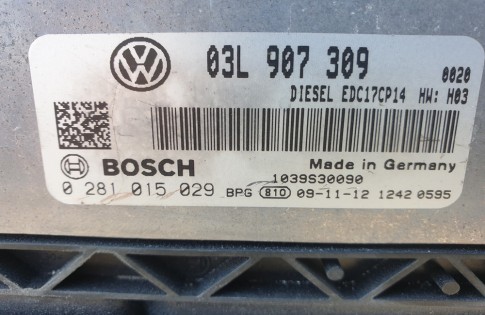 03L 907 309 0020
DIESEL EDC17CP14 HW: H03
BOSCH Made in Germany
1039S30090
0 281 015 029 BPG 810 09-11-12 1242 0595